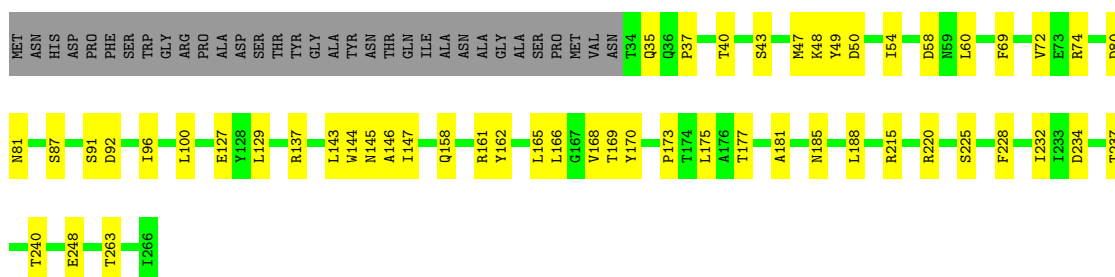 MET ASN HIS ASP PRO PHE SER TRP GLY ARG PRO ALA ASP SER THR TYR GLY ALA TYR ASN THR GLN ILE ALA ASN ALA GLY ALA SER PRO MET VAL ASN T34 Q35 Q36 P37 T40 S43 M47 K48 Y49 D50 I54 D58 N59 L60 F69 V72 E73 R74
N81 S87 S91 D92 I96 L100 E127 Y128 L129 R137 L143 W144 N145 A146 I147 Q158 R161 Y162 L165 L166 G167 V168 T169 Y170 P173 T174 L175 A176 T177 A181 N185 L188 R215 R220 S225 F228 I232 I233 D234
T240 E248 T263 I266